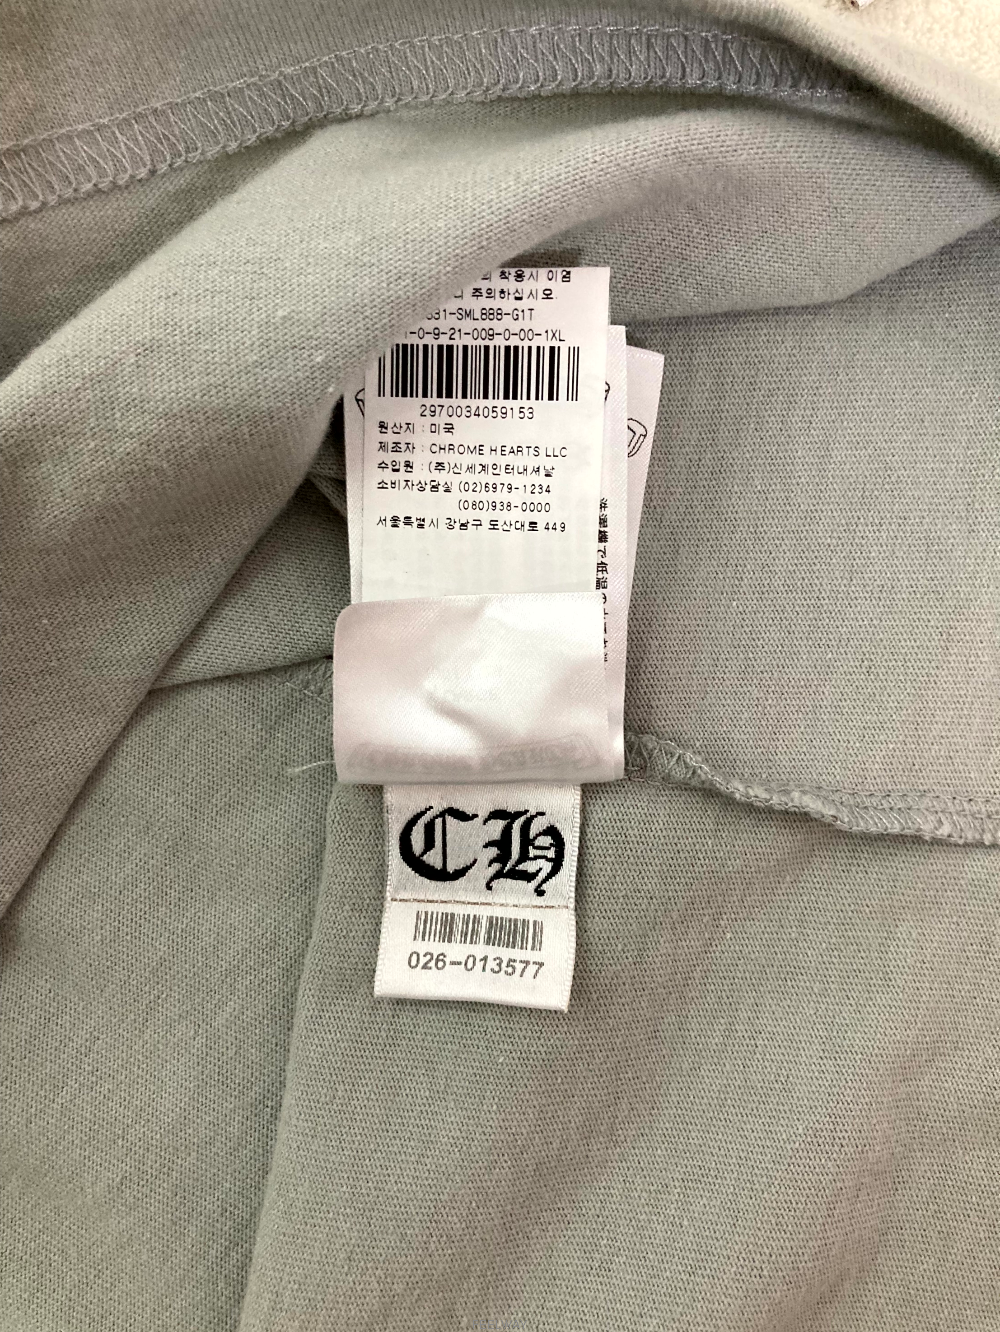 착용시 이염
주의하십시오.
31-SML888-G1T
-0-9-21-009-0-00-1XL
2970034059153
원산지 : 미국
제조자 : CHROME HEARTS LLC
수입원 : (주)신세계인터내셔날
소비자상담실 (02)6979-1234
(080)938-0000
서울특별시 강남구 도산대로 449
CH
026-013577